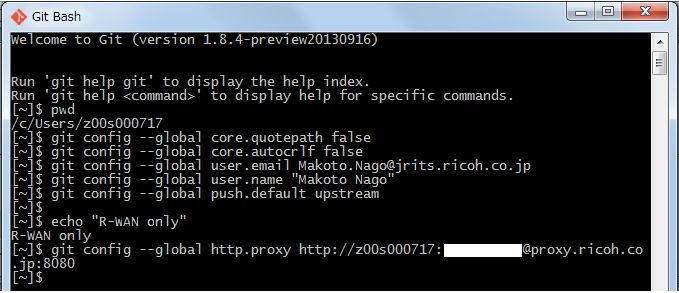 Git Bash
Welcome to Git (version 1.8.4-preview20130916)
Run 'git help git' to display the help index.
Run 'git help <command>' to display help for specific commands.
[~]$ pwd
/c/Users/z00s000717
[~]$ git config --global core.quotepath false
[~]$ git config --global core.autocrlf false
[~]$ git config --global user.email Makoto.Nago@jrits.ricoh.co.jp
[~]$ git config --global user.name "Makoto Nago"
[~]$ git config --global push.default upstream
[~]$
[~]$ echo "R-WAN only"
R-WAN only
[~]$ git config --global http.proxy http://z00s000717:@proxy.ricoh.co
.jp:8080
[~]$